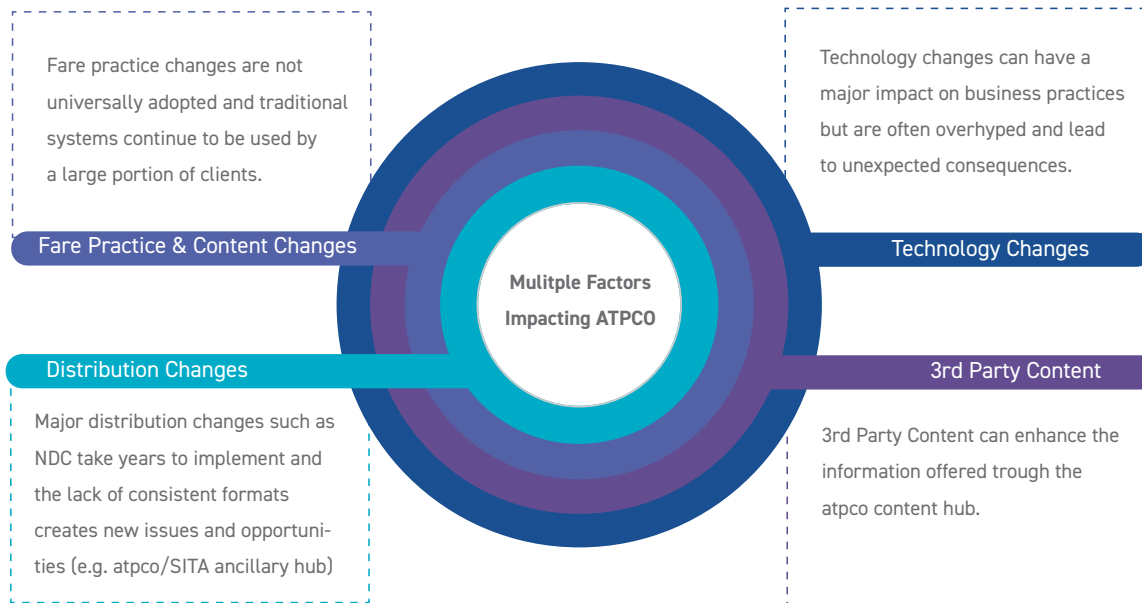 Fare practice changes are not
universally adopted and traditional
systems continue to be used by
a large portion of clients.
Fare Practice & Content Changes
Distribution Changes
Major distribution changes such as
NDC take years to implement and
the lack of consistent formats
creates new issues and opportuni-
ties (e.g. atpco/SITA ancillary hub)
Mulitple Factors
Impacting ATPCO
Technology changes can have a
major impact on business practices
but are often overhyped and lead
to unexpected consequences.
Technology Changes
3rd Party Content
3rd Party Content can enhance the
information offered trough the
atpco content hub.